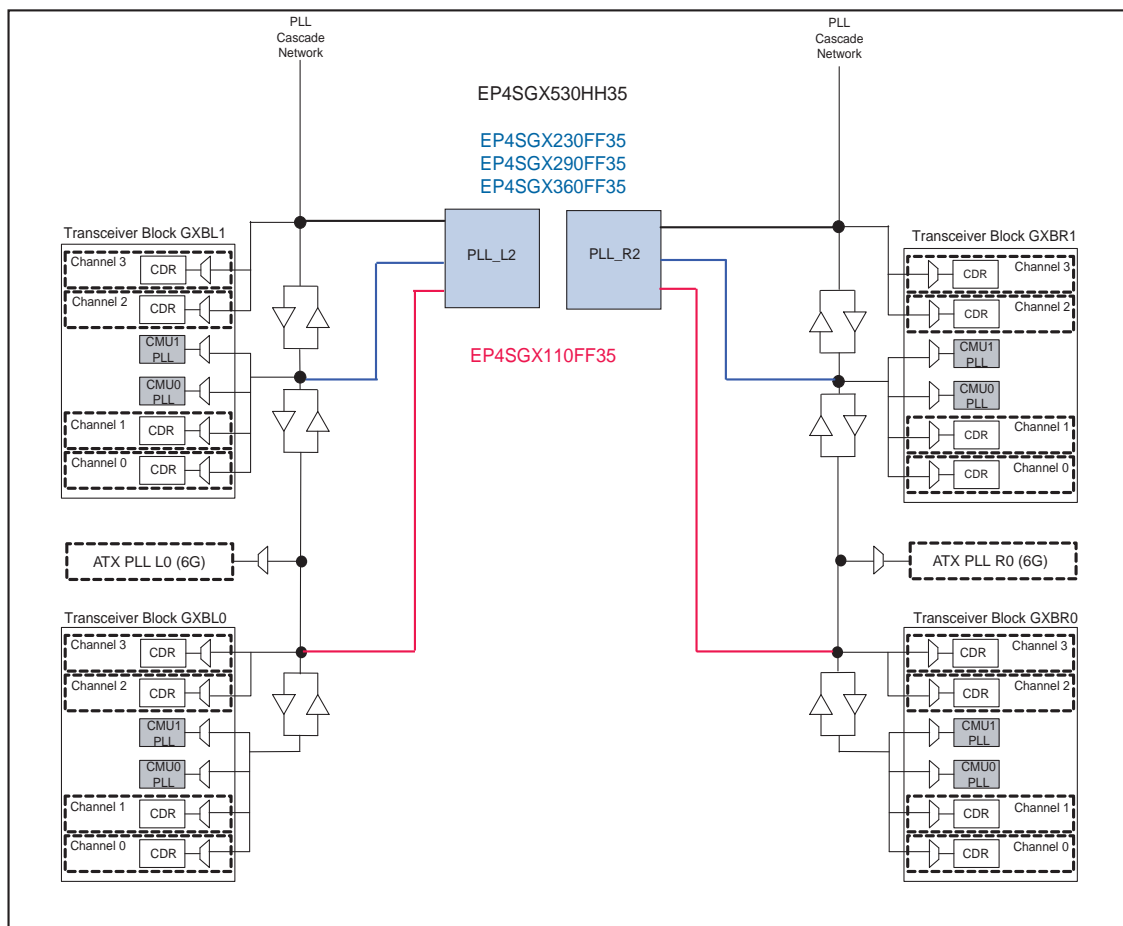 PLL
Cascade
Network
PLL
Cascade
Network
EP4SGX530HH35
EP4SGX230FF35
EP4SGX290FF35
EP4SGX360FF35
PLL_L2
PLL_R2
EP4SGX110FF35
Transceiver Block GXBL1
Channel 3
CDR
Channel 2
CDR
CMU1
PLL
CMU0
PLL
Channel 1
CDR
Channel 0
CDR
ATX PLL L0 (6G)
Transceiver Block GXBL0
Channel 3
CDR
Channel 2
CDR
CMU1
PLL
CMU0
PLL
Channel 1
CDR
Channel 0
CDR
Transceiver Block GXBR1
CDR
Channel 3
CDR
Channel 2
CMU1
PLL
CMU0
PLL
CDR
Channel 1
CDR
Channel 0
ATX PLL R0 (6G)
Transceiver Block GXBR0
CDR
Channel 3
CDR
Channel 2
CMU1
PLL
CMU0
PLL
CDR
Channel 1
CDR
Channel 0